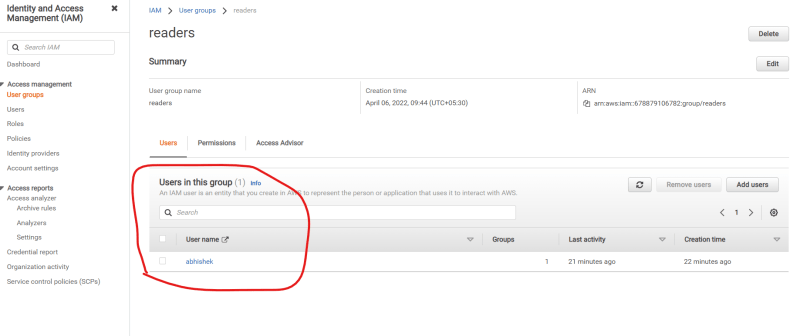 Identity and Access
Management (IAM)
Search IAM
Dashboard
Access management
User groups
Users
Roles
Policies
Identity providers
Account settings
Access reports
Access analyzer
Archive rules
Analyzers
Settings
Credential report
Organization activity
Service control policies (SCPs)
IAM > User groups > readers
readers
Delete
Summary
Edit
User group name
readers
Creation time
April 06, 2022, 09:44 (UTC+05:30)
ARN
arn:aws:iam::678879106782:group/readers
Users Permissions Access Advisor
Users in this group (1) Info
An IAM user is an entity that you create in AWS to represent the person or application that uses it to interact with AWS.
Remove users
Add users
Search
< 1 >
User name Groups Last activity Creation time
abhishek 1 21 minutes ago 22 minutes ago